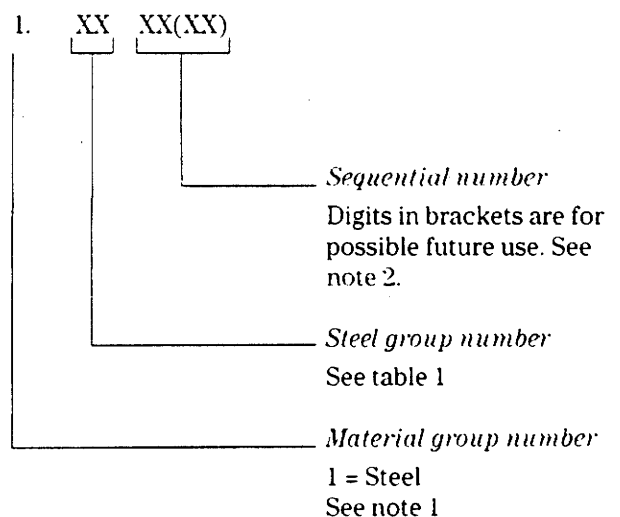 1. XX XX(XX)
Sequential number
Digits in brackets are for
possible future use. See
note 2.
Steel group number
See table 1
Material group number
1 = Steel
See note 1